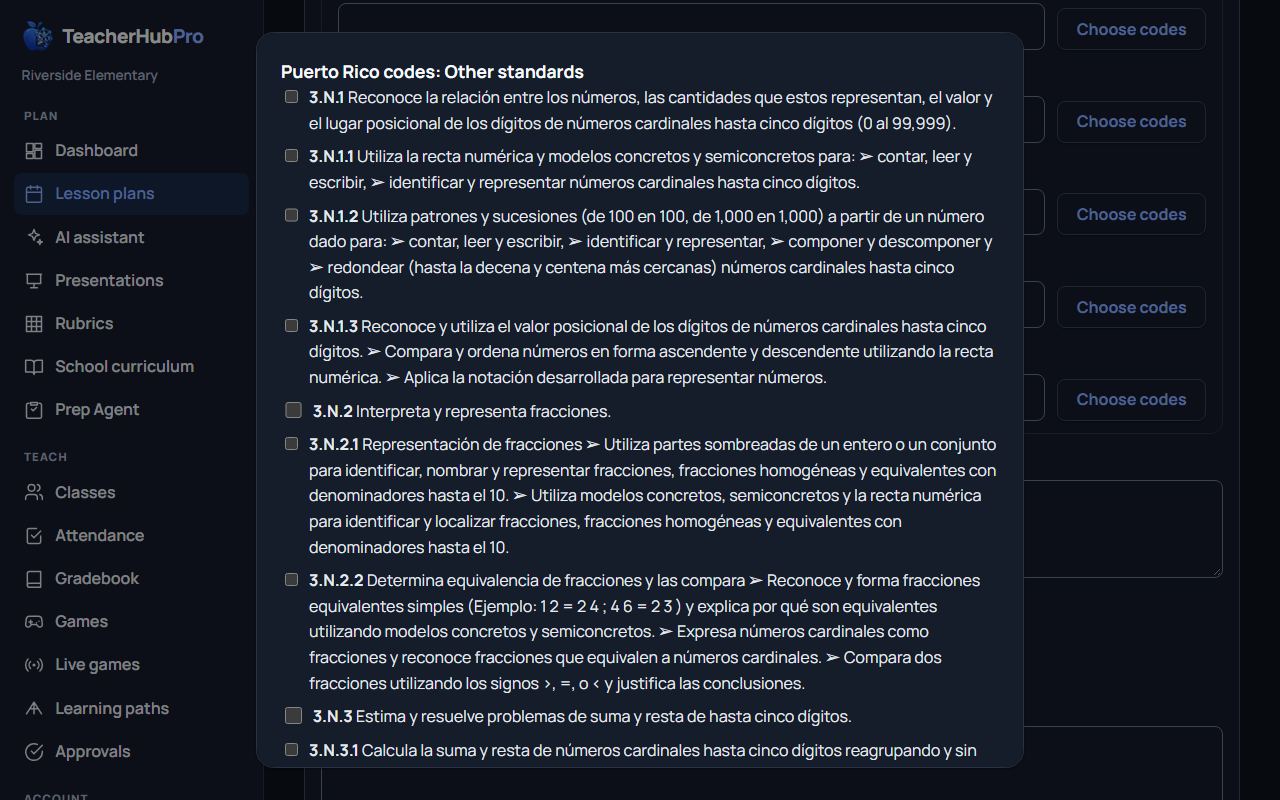 TeacherHubPro
Riverside Elementary
PLAN
Dashboard
Lesson plans
AI assistant
Presentations
Rubrics
School curriculum
Prep Agent
TEACH
Classes
Attendance
Gradebook
Games
Live games
Learning paths
Approvals
ACCOUNT
Puerto Rico codes: Other standards
3.N.1 Reconoce la relación entre los números, las cantidades que estos representan, el valor y
el lugar posicional de los dígitos de números cardinales hasta cinco dígitos (0 al 99,999).
3.N.1.1 Utiliza la recta numérica y modelos concretos y semiconcretos para: ➢ contar, leer y
escribir, ➢ identificar y representar números cardinales hasta cinco dígitos.
3.N.1.2 Utiliza patrones y sucesiones (de 100 en 100, de 1,000 en 1,000) a partir de un número
dado para: ➢ contar, leer y escribir, ➢ identificar y representar, ➢ componer y descomponer y
➢ redondear (hasta la decena y centena más cercanas) números cardinales hasta cinco
dígitos.
3.N.1.3 Reconoce y utiliza el valor posicional de los dígitos de números cardinales hasta cinco
dígitos. ➢ Compara y ordena números en forma ascendente y descendente utilizando la recta
numérica. ➢ Aplica la notación desarrollada para representar números.
3.N.2 Interpreta y representa fracciones.
3.N.2.1 Representación de fracciones ➢ Utiliza partes sombreadas de un entero o un conjunto
para identificar, nombrar y representar fracciones, fracciones homogéneas y equivalentes con
denominadores hasta el 10. ➢ Utiliza modelos concretos, semiconcretos y la recta numérica
para identificar y localizar fracciones, fracciones homogéneas y equivalentes con
denominadores hasta el 10.
3.N.2.2 Determina equivalencia de fracciones y las compara ➢ Reconoce y forma fracciones
equivalentes simples (Ejemplo: 1 2 = 2 4 ; 4 6 = 2 3 ) y explica por qué son equivalentes
utilizando modelos concretos y semiconcretos. ➢ Expresa números cardinales como
fracciones y reconoce fracciones que equivalen a números cardinales. ➢ Compara dos
fracciones utilizando los signos >, =, o < y justifica las conclusiones.
3.N.3 Estima y resuelve problemas de suma y resta de hasta cinco dígitos.
3.N.3.1 Calcula la suma y resta de números cardinales hasta cinco dígitos reagrupando y sin
Choose codes
Choose codes
Choose codes
Choose codes
Choose codes